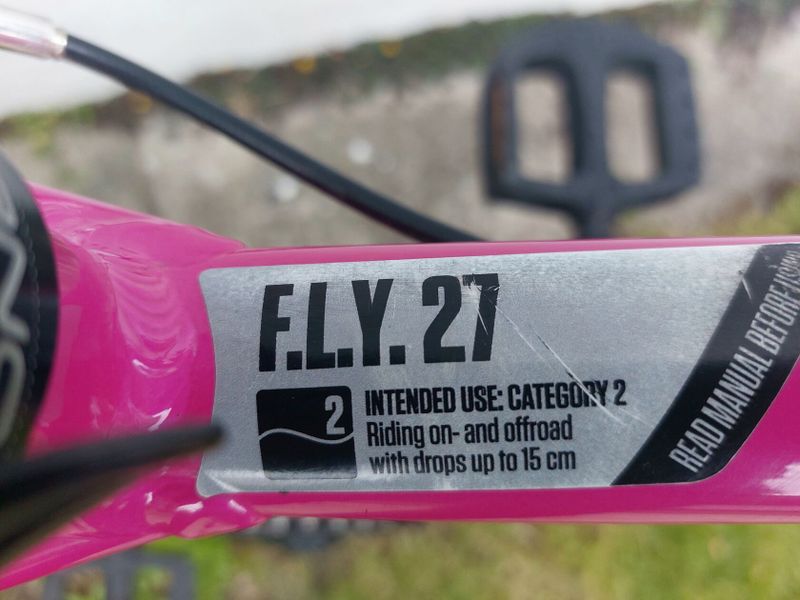 F.L.Y. 27
2
INTENDED USE: CATEGORY 2
Riding on- and offroad
with drops up to 15 cm
READ MANUAL BEFORE USING